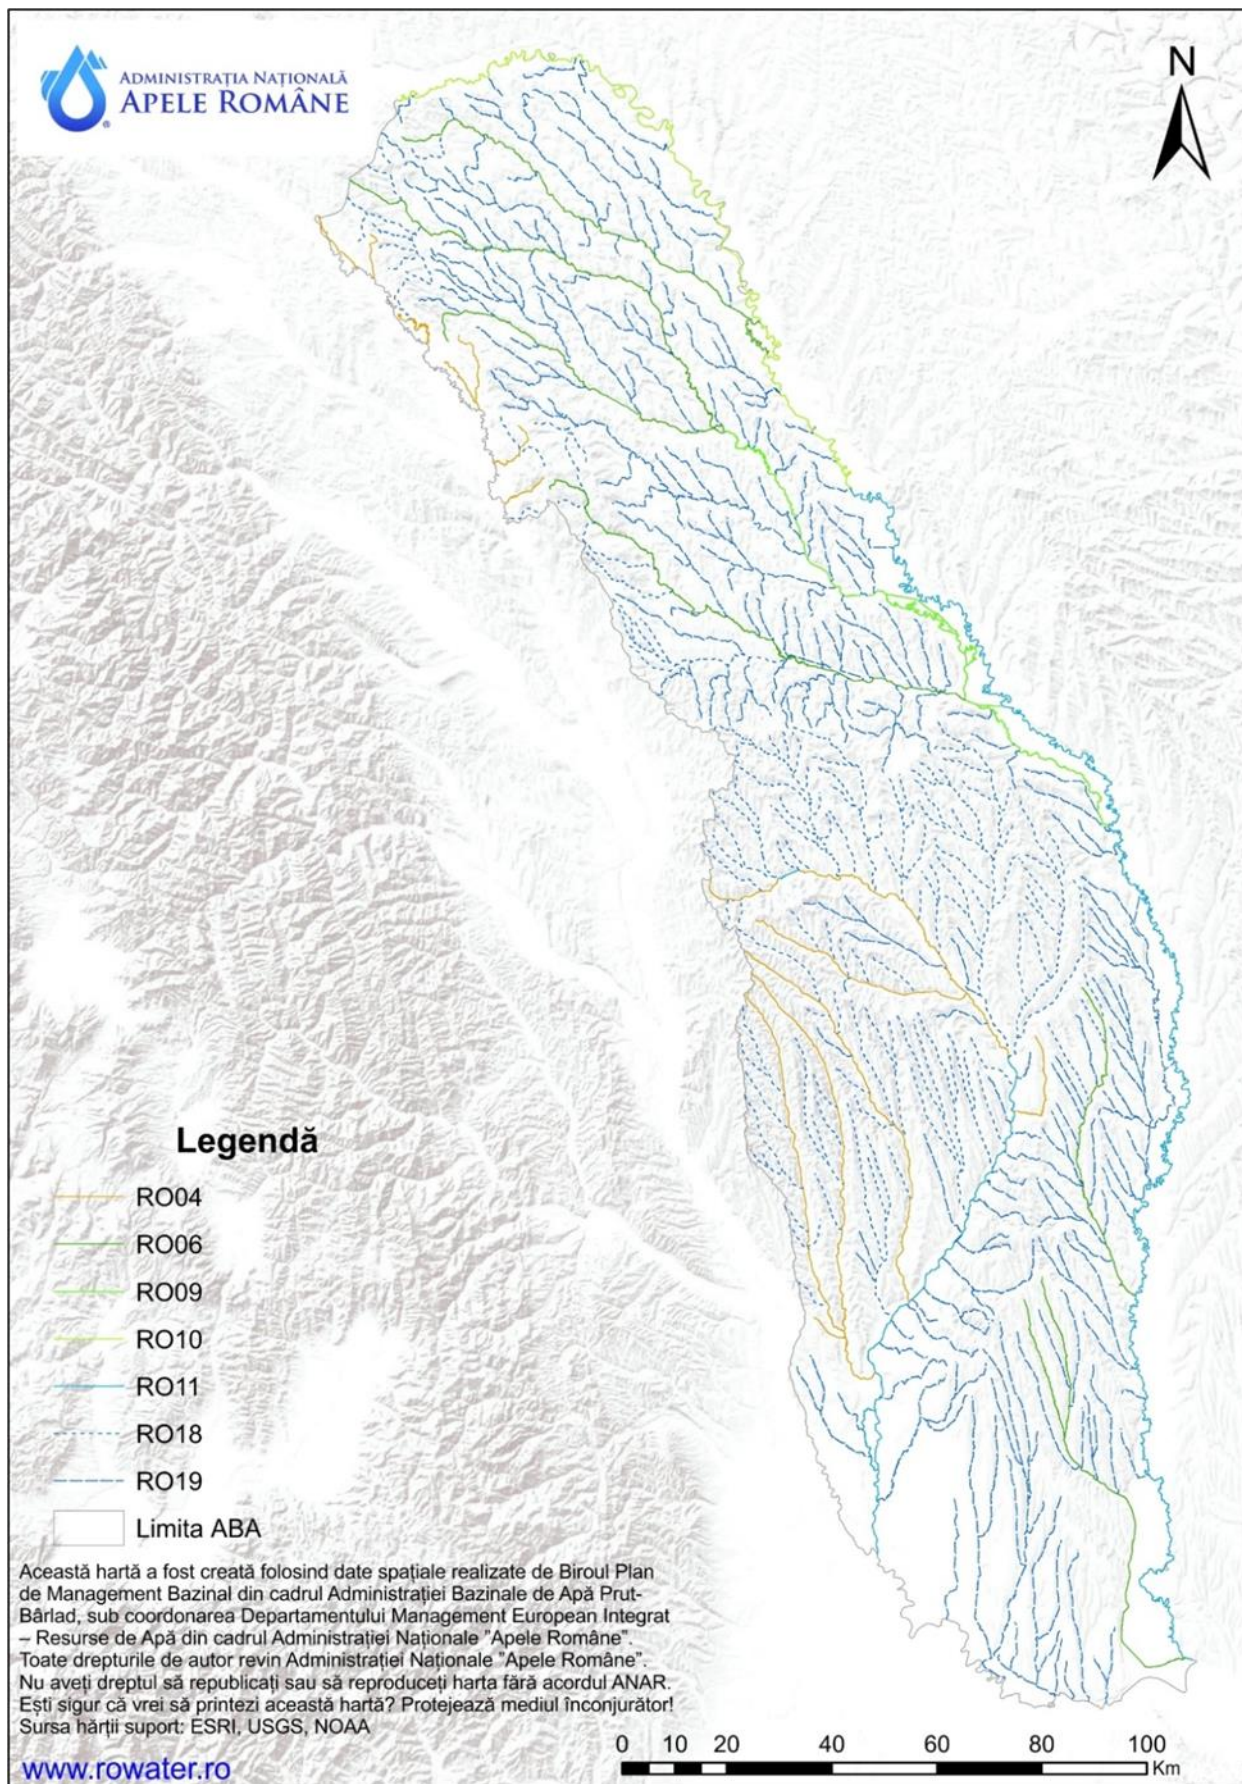 ADMINISTRAȚIA NAȚIONALĂ
APELE ROMÂNE
N
Legendă
RO04
RO06
RO09
RO10
RO11
RO18
RO19
Limita ABA
Această hartă a fost creată folosind date spațiale realizate de Biroul Plan
de Management Bazinal din cadrul Administrației Bazinale de Apă Prut-
Bârlad, sub coordonarea Departamentului Management European Integrat
– Resurse de Apă din cadrul Administrației Naționale "Apele Române".
Toate drepturile de autor revin Administrației Naționale "Apele Române".
Nu aveți dreptul să republicați sau să reproduceți harta fără acordul ANAR.
Ești sigur că vrei să printezi această hartă? Protejează mediul înconjurător!
Sursa hărții suport: ESRI, USGS, NOAA
www.rowater.ro
0 10 20 40 60 80 100
Km